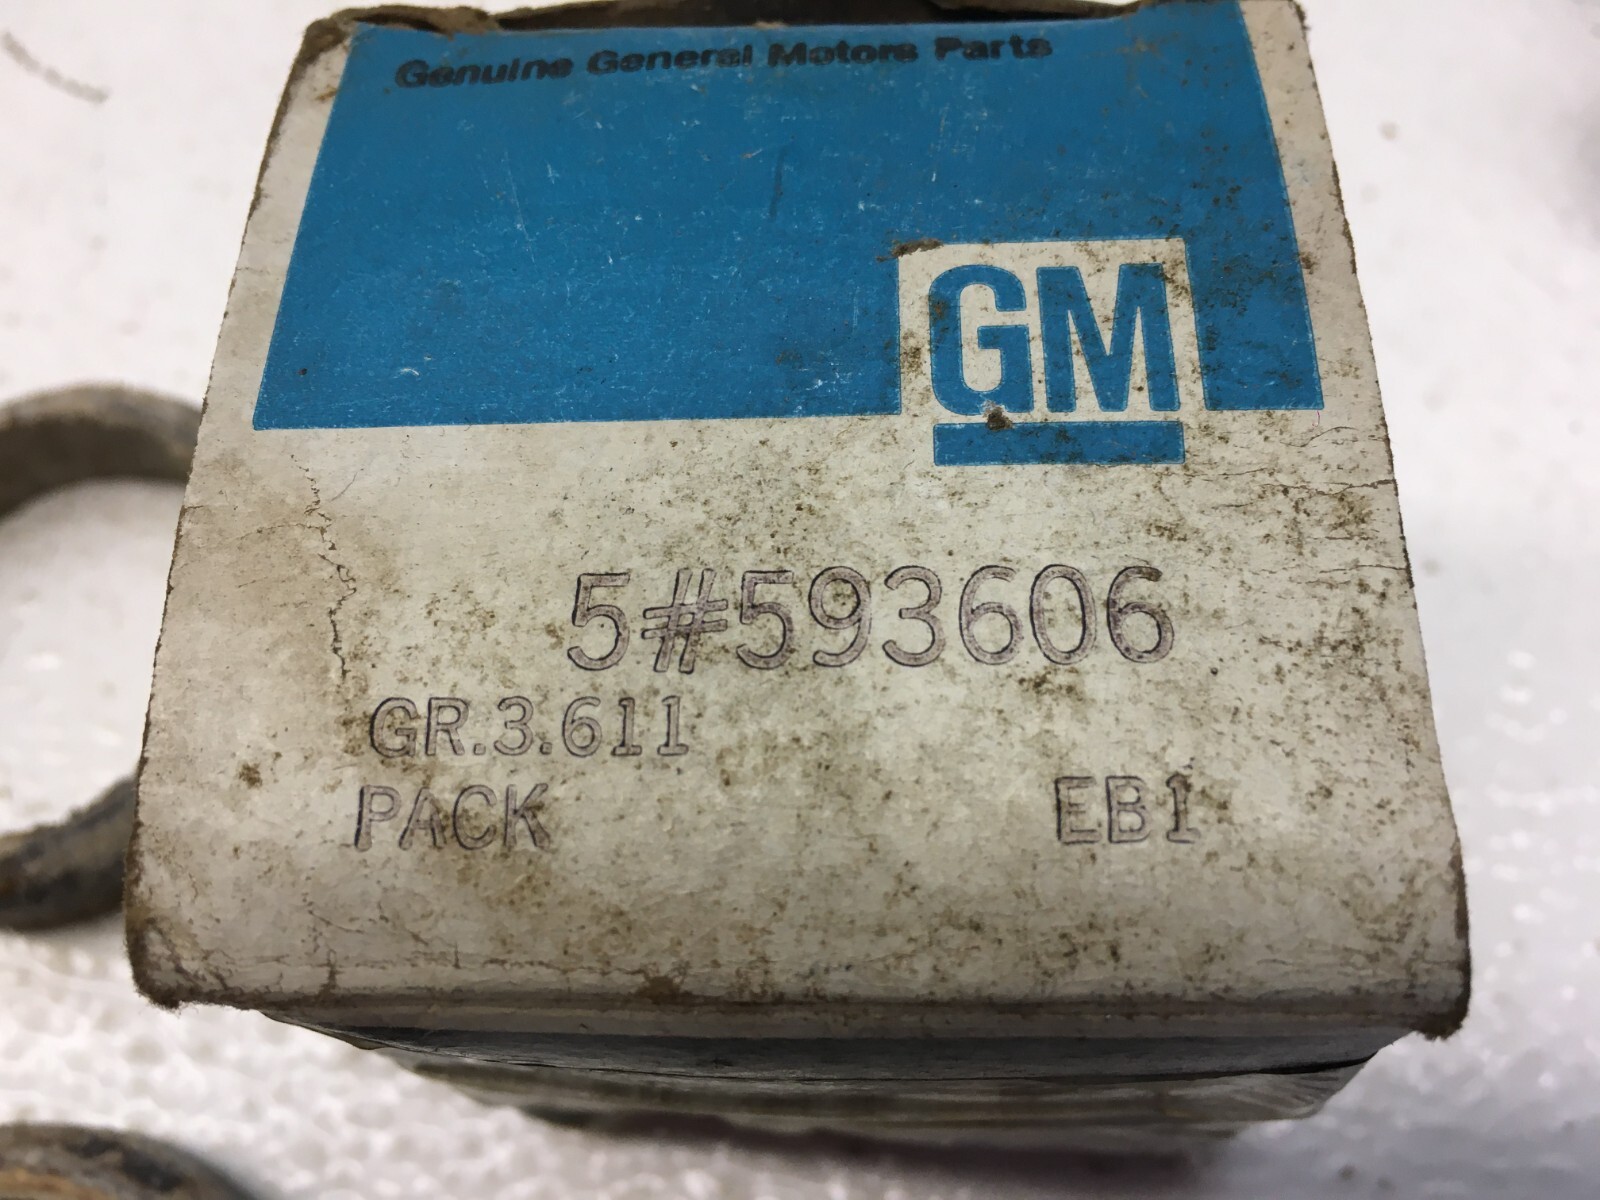 Genuine General Motors Parts
GM
5#593606
GR.3.611
PACK EB1